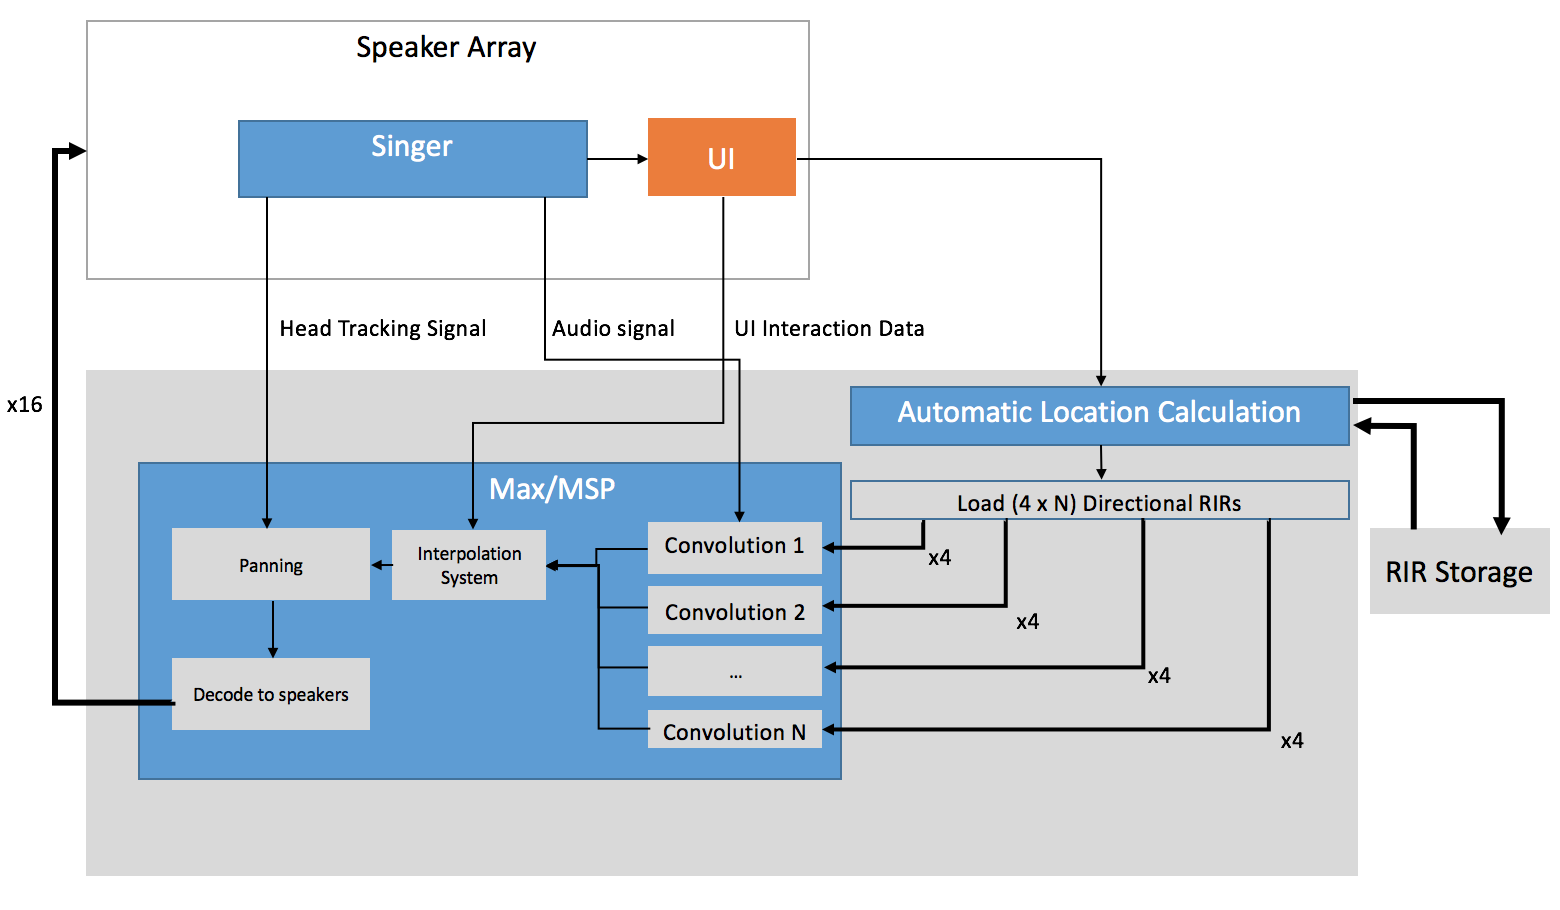 Speaker Array
Singer
UI
Head Tracking Signal
Audio signal
UI Interaction Data
x16
Automatic Location Calculation
Max/MSP
Load (4 x N) Directional RIRs
Panning
Interpolation
System
Convolution 1
x4
RIR Storage
Convolution 2
x4
...
x4
Decode to speakers
Convolution N
x4